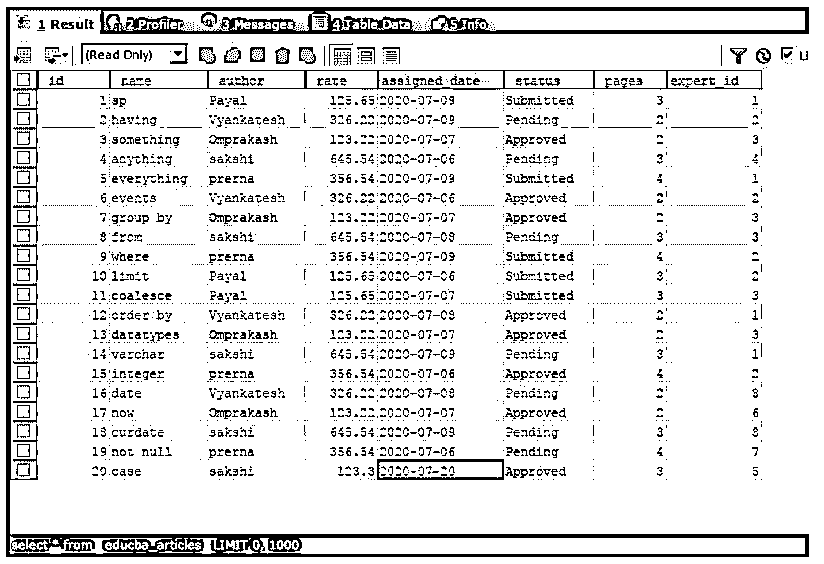 1 Result 2 Profiler 3 Messages 4 Table Data 5 Info
(Read Only)
id name author rate assigned_date status pages expert_id
1 sp Payal 125.65 2020-07-09 Submitted 3 1
2 having Vyankatesh 326.22 2020-07-09 Pending 2 2
3 something Omprakash 123.22 2020-07-07 Approved 2 3
4 anything sakshi 645.54 2020-07-06 Pending 3 4
5 everything prerna 356.54 2020-07-09 Submitted 4 1
6 events Vyankatesh 326.22 2020-07-06 Approved 2 2
7 group by Omprakash 123.22 2020-07-07 Approved 2 3
8 from sakshi 645.54 2020-07-08 Pending 3 3
9 where prerna 356.54 2020-07-09 Submitted 4 2
10 limit Payal 125.65 2020-07-06 Submitted 3 2
11 coalesce Payal 125.65 2020-07-07 Submitted 3 3
12 order by Vyankatesh 326.22 Approved 2 1
13 datatypes Omprakash 123.22 2020-07-07 Approved 2 3
14 varchar sakshi 645.54 Pending 3 1
15 integer prerna 356.54 2020-07-06 Approved 4 2
16 date Vyankatesh 326.22 Pending 2 8
17 now Omprakash 123.22 2020-07-07 Approved 2 6
18 curdate sakshi 645.54 Pending 3 8
19 not null prerna 356.54 2020-07-06 Pending 4 7
20 case sakshi 123.3 2020-07-20 Approved 3 5
select * from educba_articles LIMIT 0, 1000